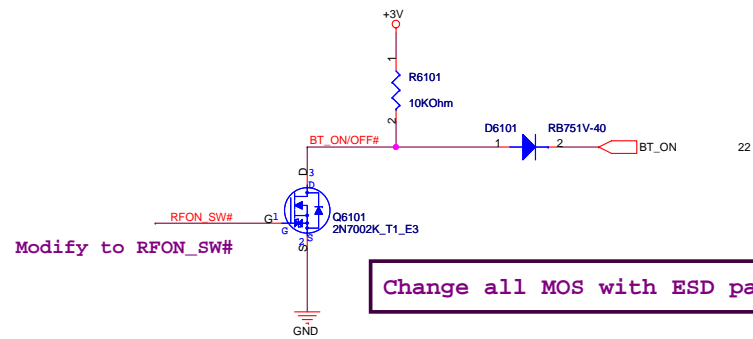 +3V
1
R6101
10KOhm
2
BT_ON/OFF#
D6101
RB751V-40
1
2
BT_ON
22
D
3
D
RFON_SW#
G
1
G
Q6101
2N7002K_T1_E3
S
2
S
Modify to RFON_SW#
Change all MOS with ESD pa
GND